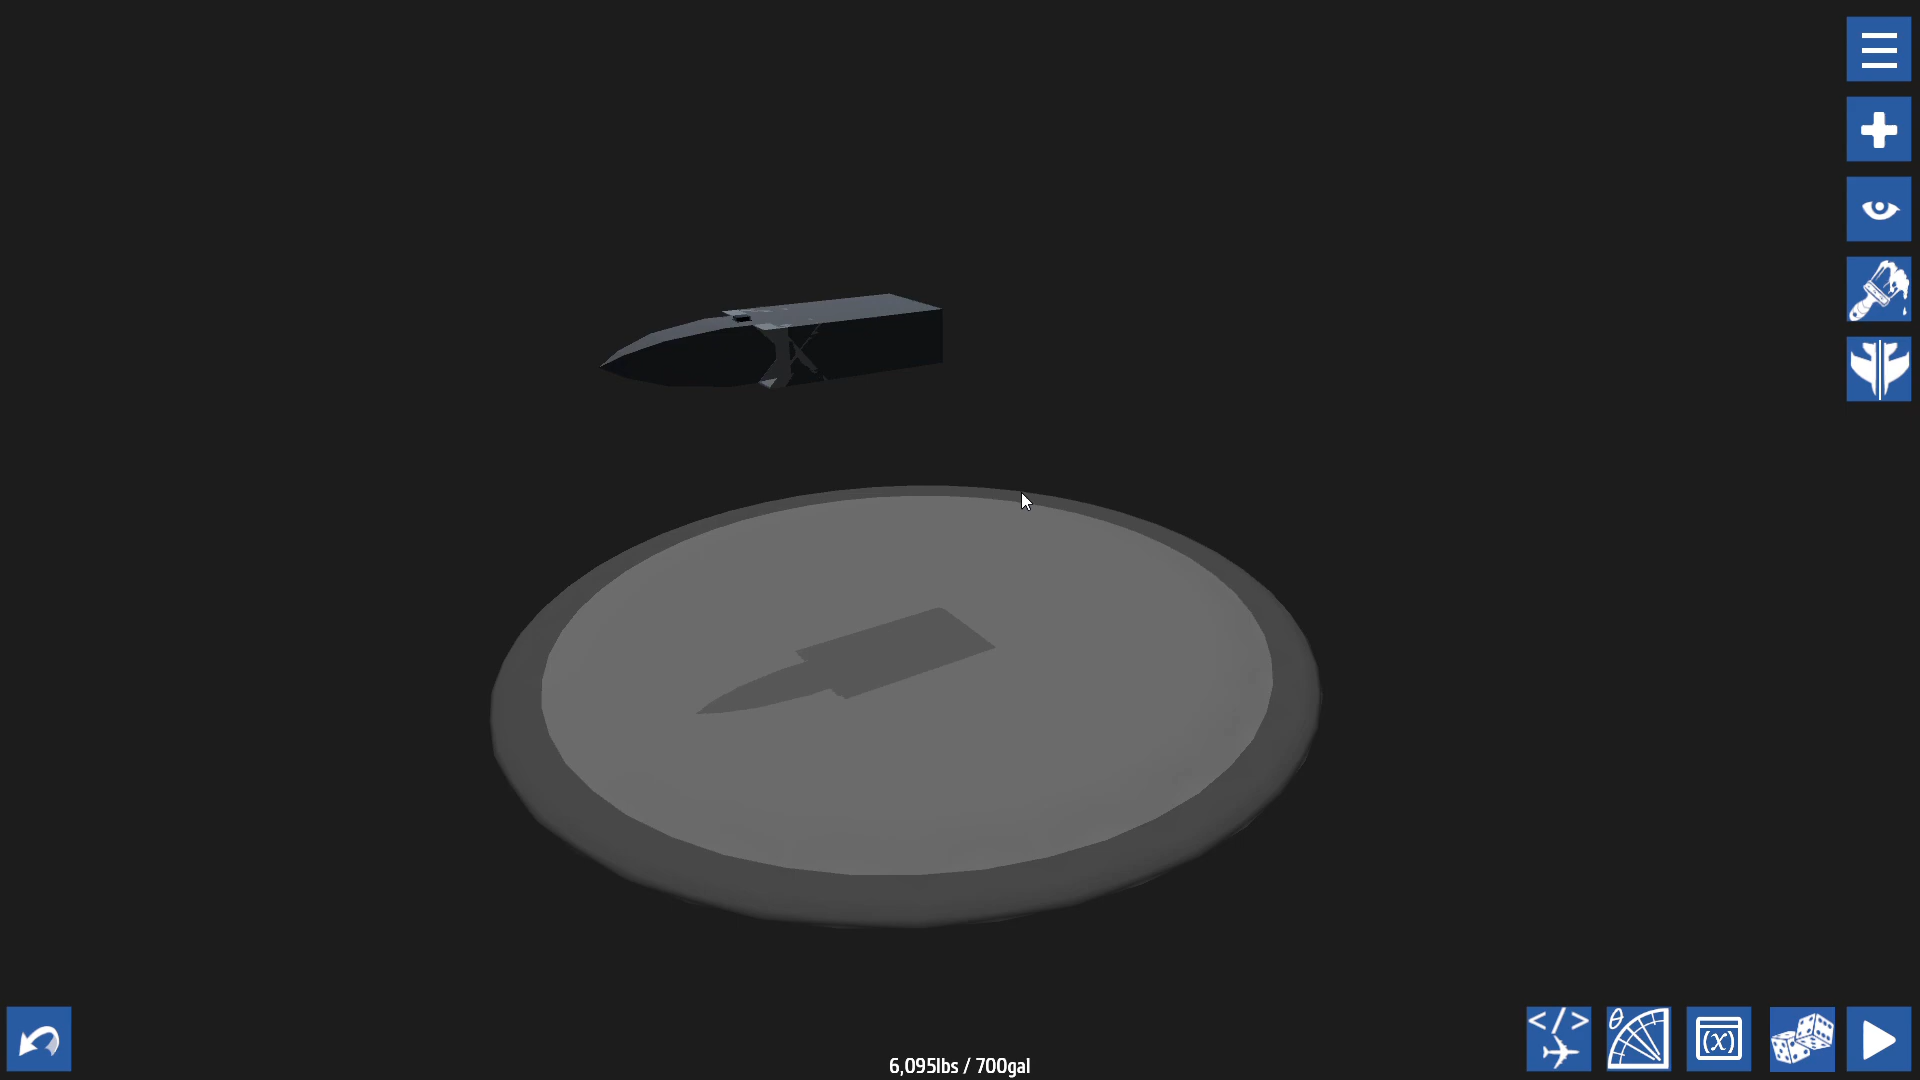 </>
θ
(x)
6,095lbs / 700gal